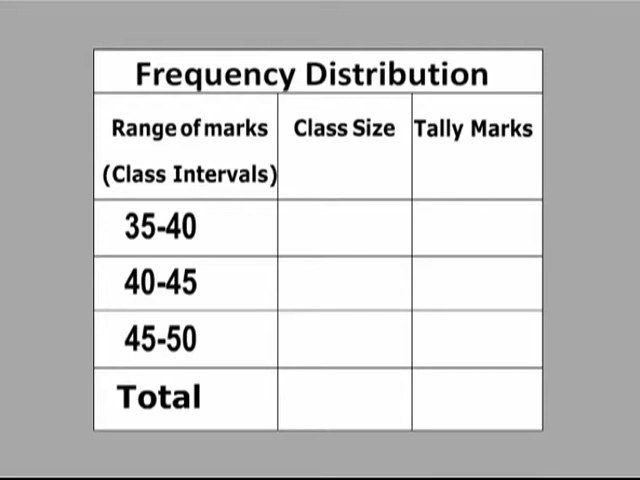 Frequency Distribution
Range of marks Class Size Tally Marks
(Class Intervals)
35-40
40-45
45-50
Total